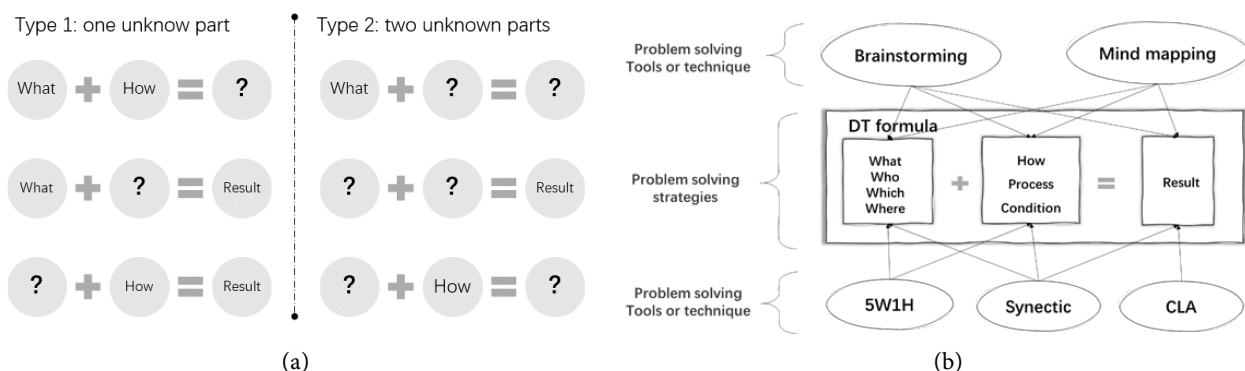 Type 1: one unknow part
What + How = ?
What + ? = Result
? + How = Result
Type 2: two unknown parts
What + ? = ?
? + ? = Result
? + How = ?
(a)
Problem solving
Tools or technique
Brainstorming
Mind mapping
Problem solving
strategies
DT formula
What
Who
Which
Where
+
How
Process
Condition
=
Result
Problem solving
Tools or technique
5W1H
Synectic
CLA
(b)